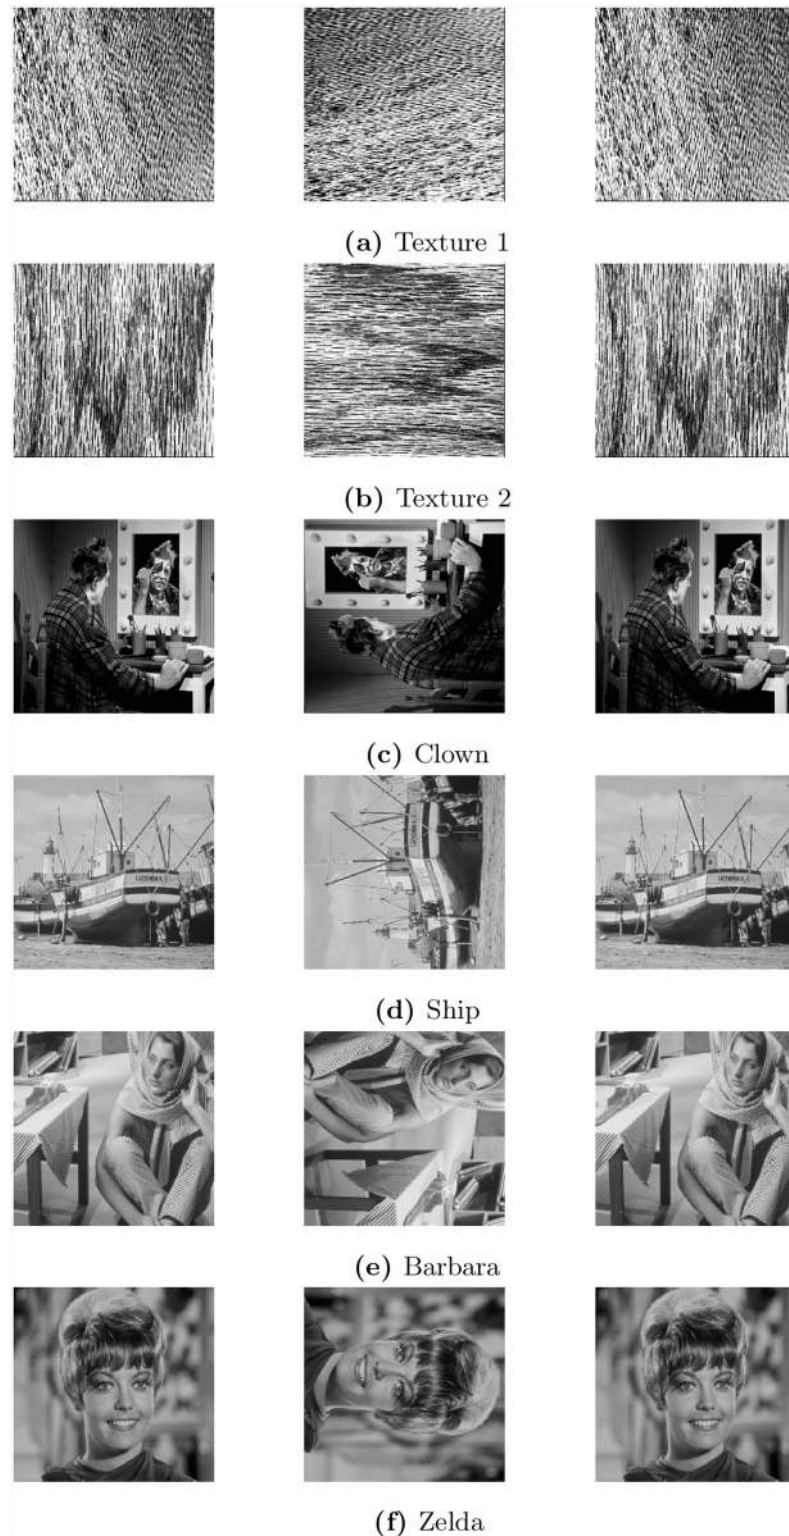 (a) Texture 1
(b) Texture 2
(c) Clown
(d) Ship
(e) Barbara
(f) Zelda